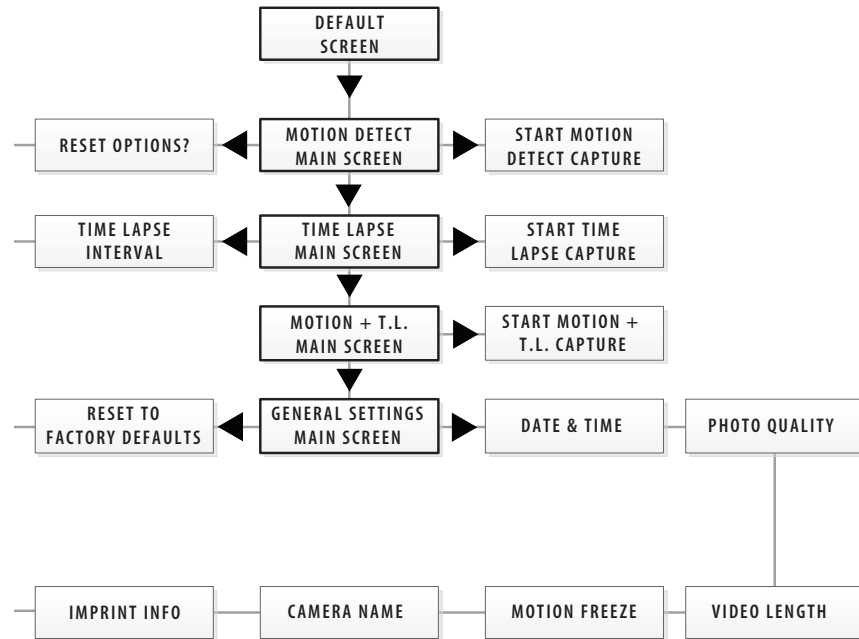 DEFAULT
SCREEN
RESET OPTIONS?
MOTION DETECT
MAIN SCREEN
START MOTION
DETECT CAPTURE
TIME LAPSE
INTERVAL
TIME LAPSE
MAIN SCREEN
START TIME
LAPSE CAPTURE
MOTION + T.L.
MAIN SCREEN
START MOTION +
T.L. CAPTURE
RESET TO
FACTORY DEFAULTS
GENERAL SETTINGS
MAIN SCREEN
DATE & TIME
PHOTO QUALITY
IMPRINT INFO
CAMERA NAME
MOTION FREEZE
VIDEO LENGTH